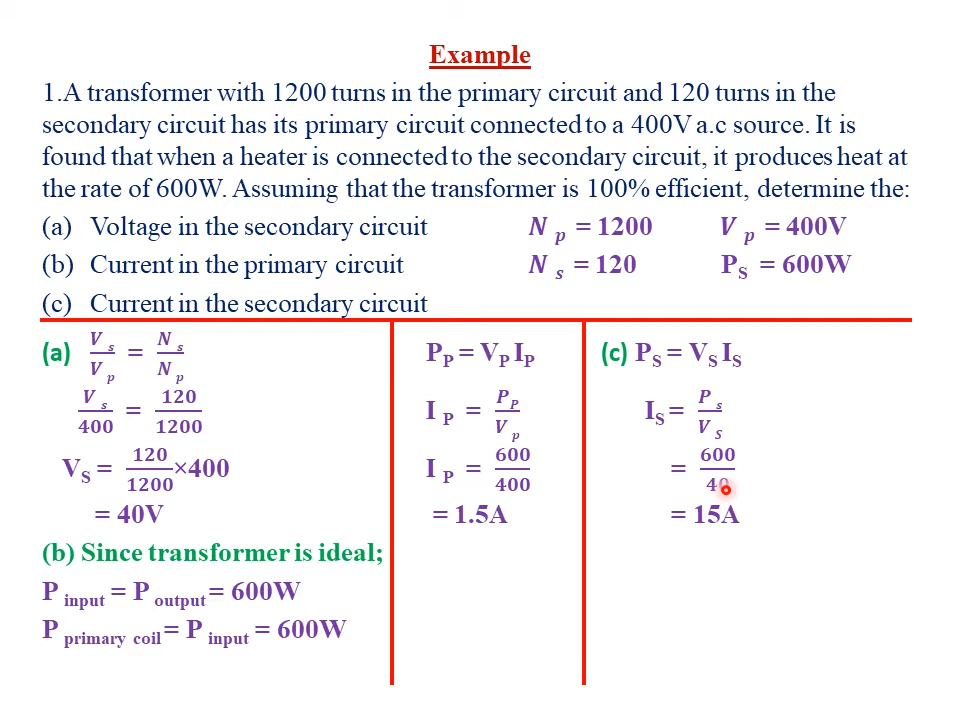 Example
1.A transformer with 1200 turns in the primary circuit and 120 turns in the
secondary circuit has its primary circuit connected to a 400V a.c source. It is
found that when a heater is connected to the secondary circuit, it produces heat at
the rate of 600W. Assuming that the transformer is 100% efficient, determine the:
(a) Voltage in the secondary circuit N p = 1200 V p = 400V
(b) Current in the primary circuit N s = 120 PS = 600W
(c) Current in the secondary circuit
(a) V s / V p = N s / N p
V s / 400 = 120 / 1200
VS = 120 / 1200 ×400
= 40V
(b) Since transformer is ideal;
P input = P output = 600W
P primary coil = P input = 600W
PP = VP IP
I P = PP / V p
I P = 600 / 400
= 1.5A
(c) PS = VS IS
IS = P s / V S
= 600 / 40
= 15A